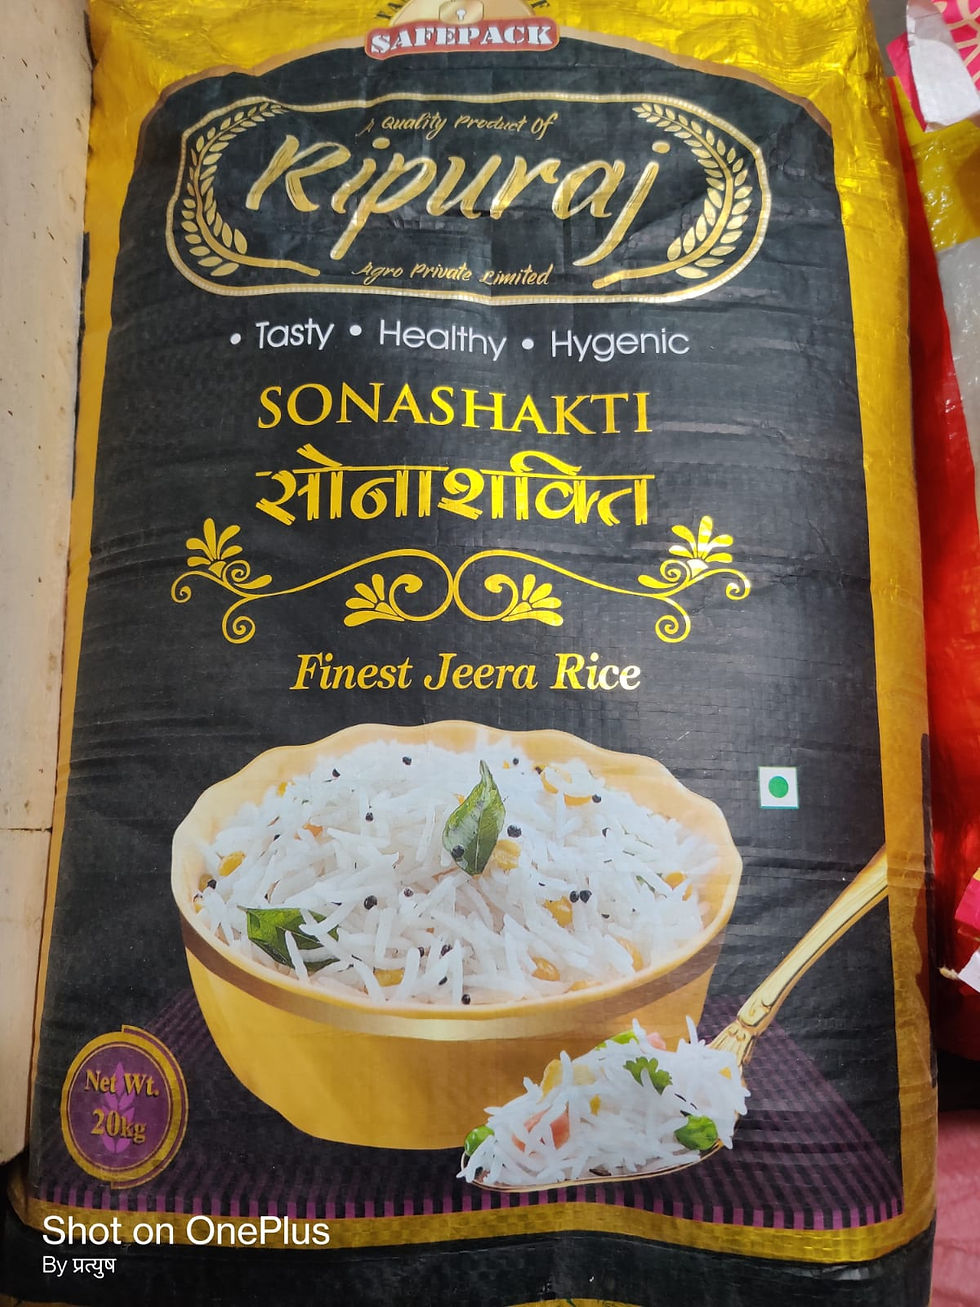 SAFEPACK
A Quality Product Of
Ripuraj
Agro Private Limited
• Tasty • Healthy • Hygenic
SONASHAKTI
सोनाशक्ति
Finest Jeera Rice
Net Wt.
20kg
Shot on OnePlus
By प्रत्युष